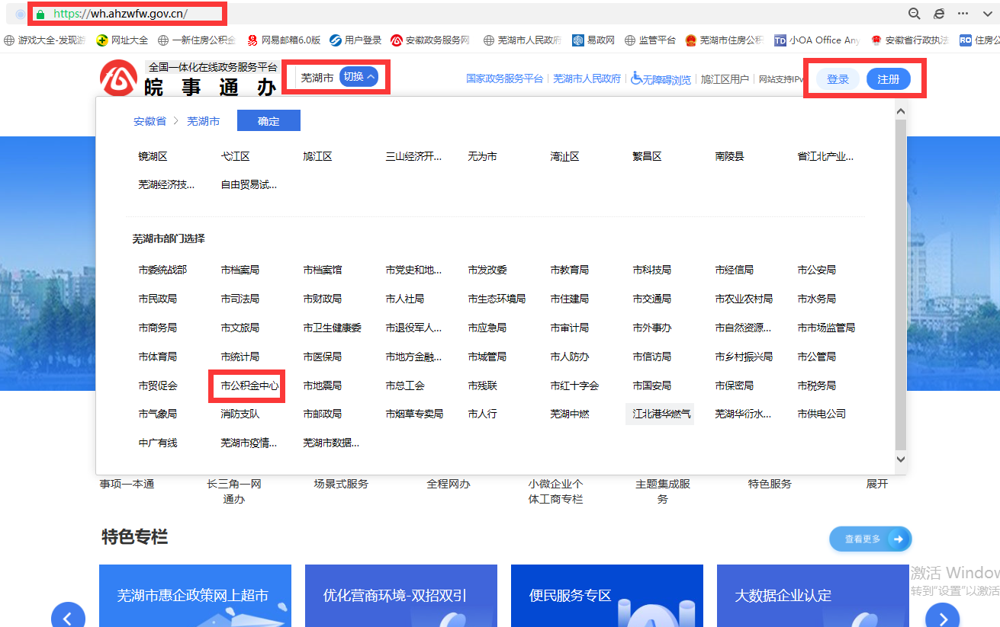 https://wh.ahzwfw.gov.cn/
游戏大全-发现游 网址大全 一新住房公积金 网易邮箱6.0版 用户登录 安徽政务服务网 芜湖市人民政府 易政网 监管平台 芜湖市住房公积 小OA Office Any 安徽省行政执法 住房公
全国一体化在线政务服务平台
皖事通办
芜湖市 切换
国家政务服务平台 芜湖市人民政府 无障碍浏览 鸠江区用户 网站支持IPv
登录 注册
安徽省 > 芜湖市 确定
镜湖区 弋江区 鸠江区 三山经济开... 无为市 湾沚区 繁昌区 南陵县 省江北产业...
芜湖经济技... 自由贸易试...
芜湖市部门选择
市委统战部 市档案局 市档案馆 市党史和地... 市发改委 市教育局 市科技局 市经信局 市公安局
市民政局 市司法局 市财政局 市人社局 市生态环境局 市住建局 市交通局 市农业农村局 市水务局
市商务局 市文旅局 市卫生健康委 市退役军人... 市应急局 市审计局 市外事办 市自然资源... 市市场监管局
市体育局 市统计局 市医保局 市地方金融... 市城管局 市人防办 市信访局 市乡村振兴局 市公管局
市贸促会 市公积金中心 市地震局 市总工会 市残联 市红十字会 市国安局 市保密局 市税务局
市气象局 消防支队 市邮政局 市烟草专卖局 市人行 芜湖中燃 江北港华燃气 芜湖华衍水... 市供电公司
中广有线 芜湖市疫情... 芜湖市数据...
事项一本通 长三角一网 场景式服务 全程网办 小微企业个 主题集成服 特色服务 展开
通办 体工商专栏 务
特色专栏
查看更多
芜湖市惠企政策网上超市 优化营商环境-双招双引 便民服务专区 大数据企业认定
激活 Window
转到"设置"以激活